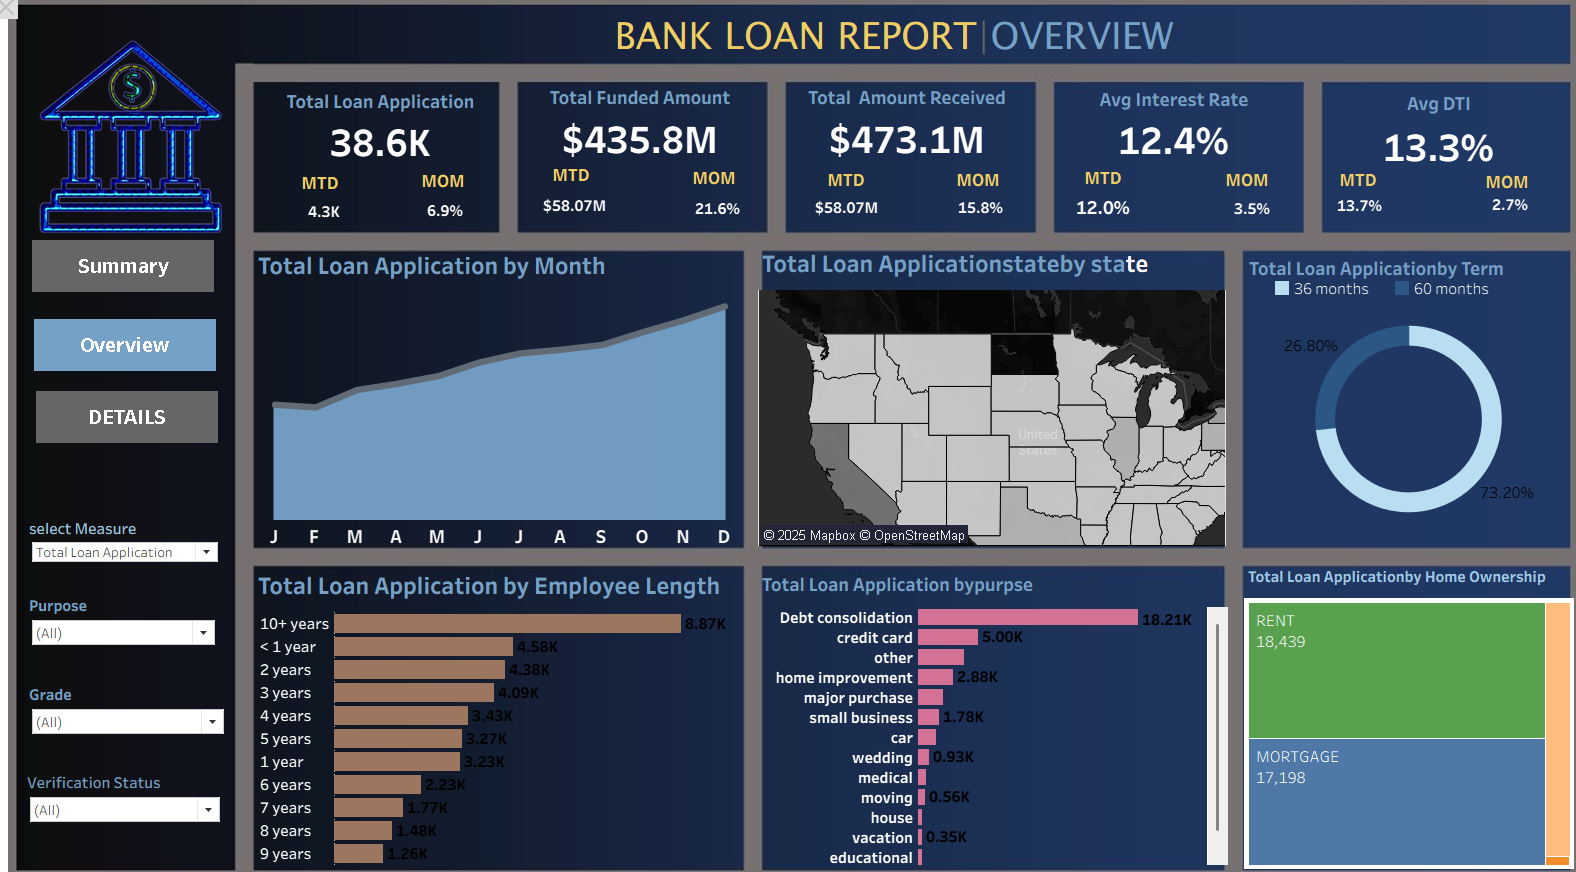 BANK LOAN REPORT|OVERVIEW
$
Summary
Overview
DETAILS
select Measure
Total Loan Application
Purpose
(All)
Grade
(All)
Verification Status
(All)
Total Loan Application
38.6K
MTD MOM
4.3K 6.9%
Total Funded Amount
$435.8M
MTD MOM
$58.07M 21.6%
Total Amount Received
$473.1M
MTD MOM
$58.07M 15.8%
Avg Interest Rate
12.4%
MTD MOM
12.0% 3.5%
Avg DTI
13.3%
MTD MOM
13.7% 2.7%
Total Loan Application by Month
J F M A M J J A S O N D
Total Loan Applicationstateby state
United
States
© 2025 Mapbox © OpenStreetMap
Total Loan Applicationby Term
36 months 60 months
26.80%
73.20%
Total Loan Application by Employee Length
10+ years 8.87K
< 1 year 4.58K
2 years 4.38K
3 years 4.09K
4 years 3.43K
5 years 3.27K
1 year 3.23K
6 years 2.23K
7 years 1.77K
8 years 1.48K
9 years 1.26K
Total Loan Application bypurpse
Debt consolidation 18.21K
credit card 5.00K
other
home improvement 2.88K
major purchase
small business 1.78K
car
wedding 0.93K
medical
moving 0.56K
house
vacation 0.35K
educational
Total Loan Applicationby Home Ownership
RENT
18,439
MORTGAGE
17,198